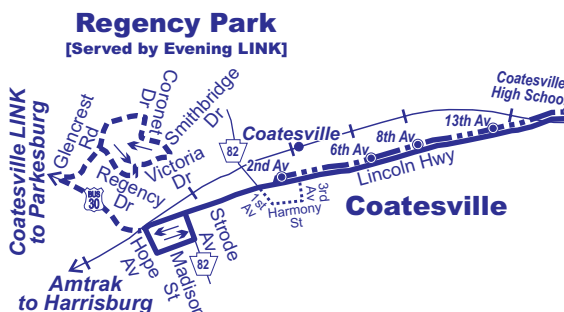 Regency Park
[Served by Evening LINK]
Coatesville LINK
to Parkesburg
Glencrest
Rd
Coronet
Dr
Smithbridge
Dr
Regency
Dr
Victoria
Dr
BUS
30
82
Coatesville
2nd Av
6th Av
8th Av
13th Av
Coatesville
High School
Lincoln Hwy
1st
Av
3rd
Av
Harmony
St
Coatesville
Strode
Av
82
Hope
Av
Madison
St
Amtrak
to Harrisburg